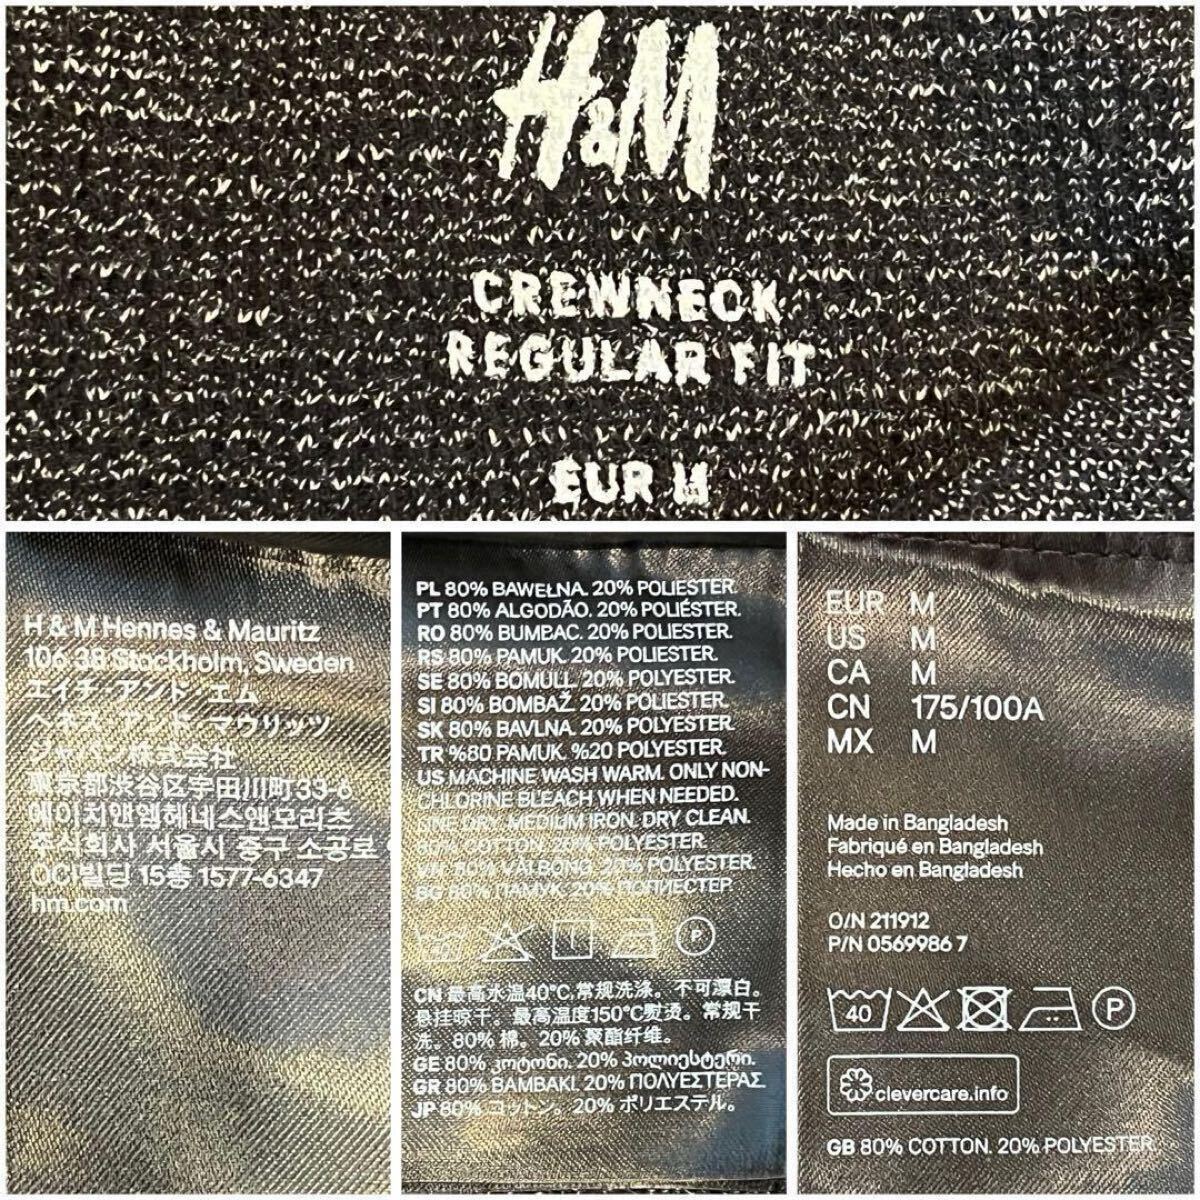 H&M
CREWNECK
REGULAR FIT
EUR M
H & M Hennes & Mauritz
106 38 Stockholm, Sweden
エイチ・アンド・エム
ヘネス・アンド・マウリッツ
ジャパン株式会社
東京都渋谷区宇田川町33-6
에이치앤엠헤네스앤모리츠
주식회사 서울시 중구 소공로
OCI빌딩 15층 1577-6347
hm.com
PL 80% BAWEŁNA. 20% POLIESTER.
PT 80% ALGODÃO. 20% POLIÉSTER.
RO 80% BUMBAC. 20% POLIESTER.
RS 80% PAMUK. 20% POLIESTER.
SE 80% BOMULL. 20% POLYESTER.
SI 80% BOMBAŽ. 20% POLIESTER.
SK 80% BAVLNA. 20% POLYESTER.
TR %80 PAMUK. %20 POLYESTER.
US MACHINE WASH WARM. ONLY NON-
CHLORINE BLEACH WHEN NEEDED.
LINE DRY. MEDIUM IRON. DRY CLEAN.
80% COTTON. 20% POLYESTER.
VN 80% VẢI BÔNG. 20% POLYESTER.
BG 80% ПАМУК. 20% ПОЛИЕСТЕР.
P
CN 最高水温40°C,常规洗涤。不可漂白。
悬挂晾干。最高温度150°C熨烫。常规干
洗。80% 棉。20% 聚酯纤维。
GE 80% კოტონი. 20% პოლიესტერი.
GR 80% ΒΑΜΒΑΚΙ. 20% ΠΟΛΥΕΣΤΕΡΑΣ.
JP 80% コットン。20% ポリエステル。
EUR M
US M
CA M
CN 175/100A
MX M
Made in Bangladesh
Fabriqué en Bangladesh
Hecho en Bangladesh
O/N 211912
P/N 0569986 7
40 P
clevercare.info
GB 80% COTTON. 20% POLYESTER.